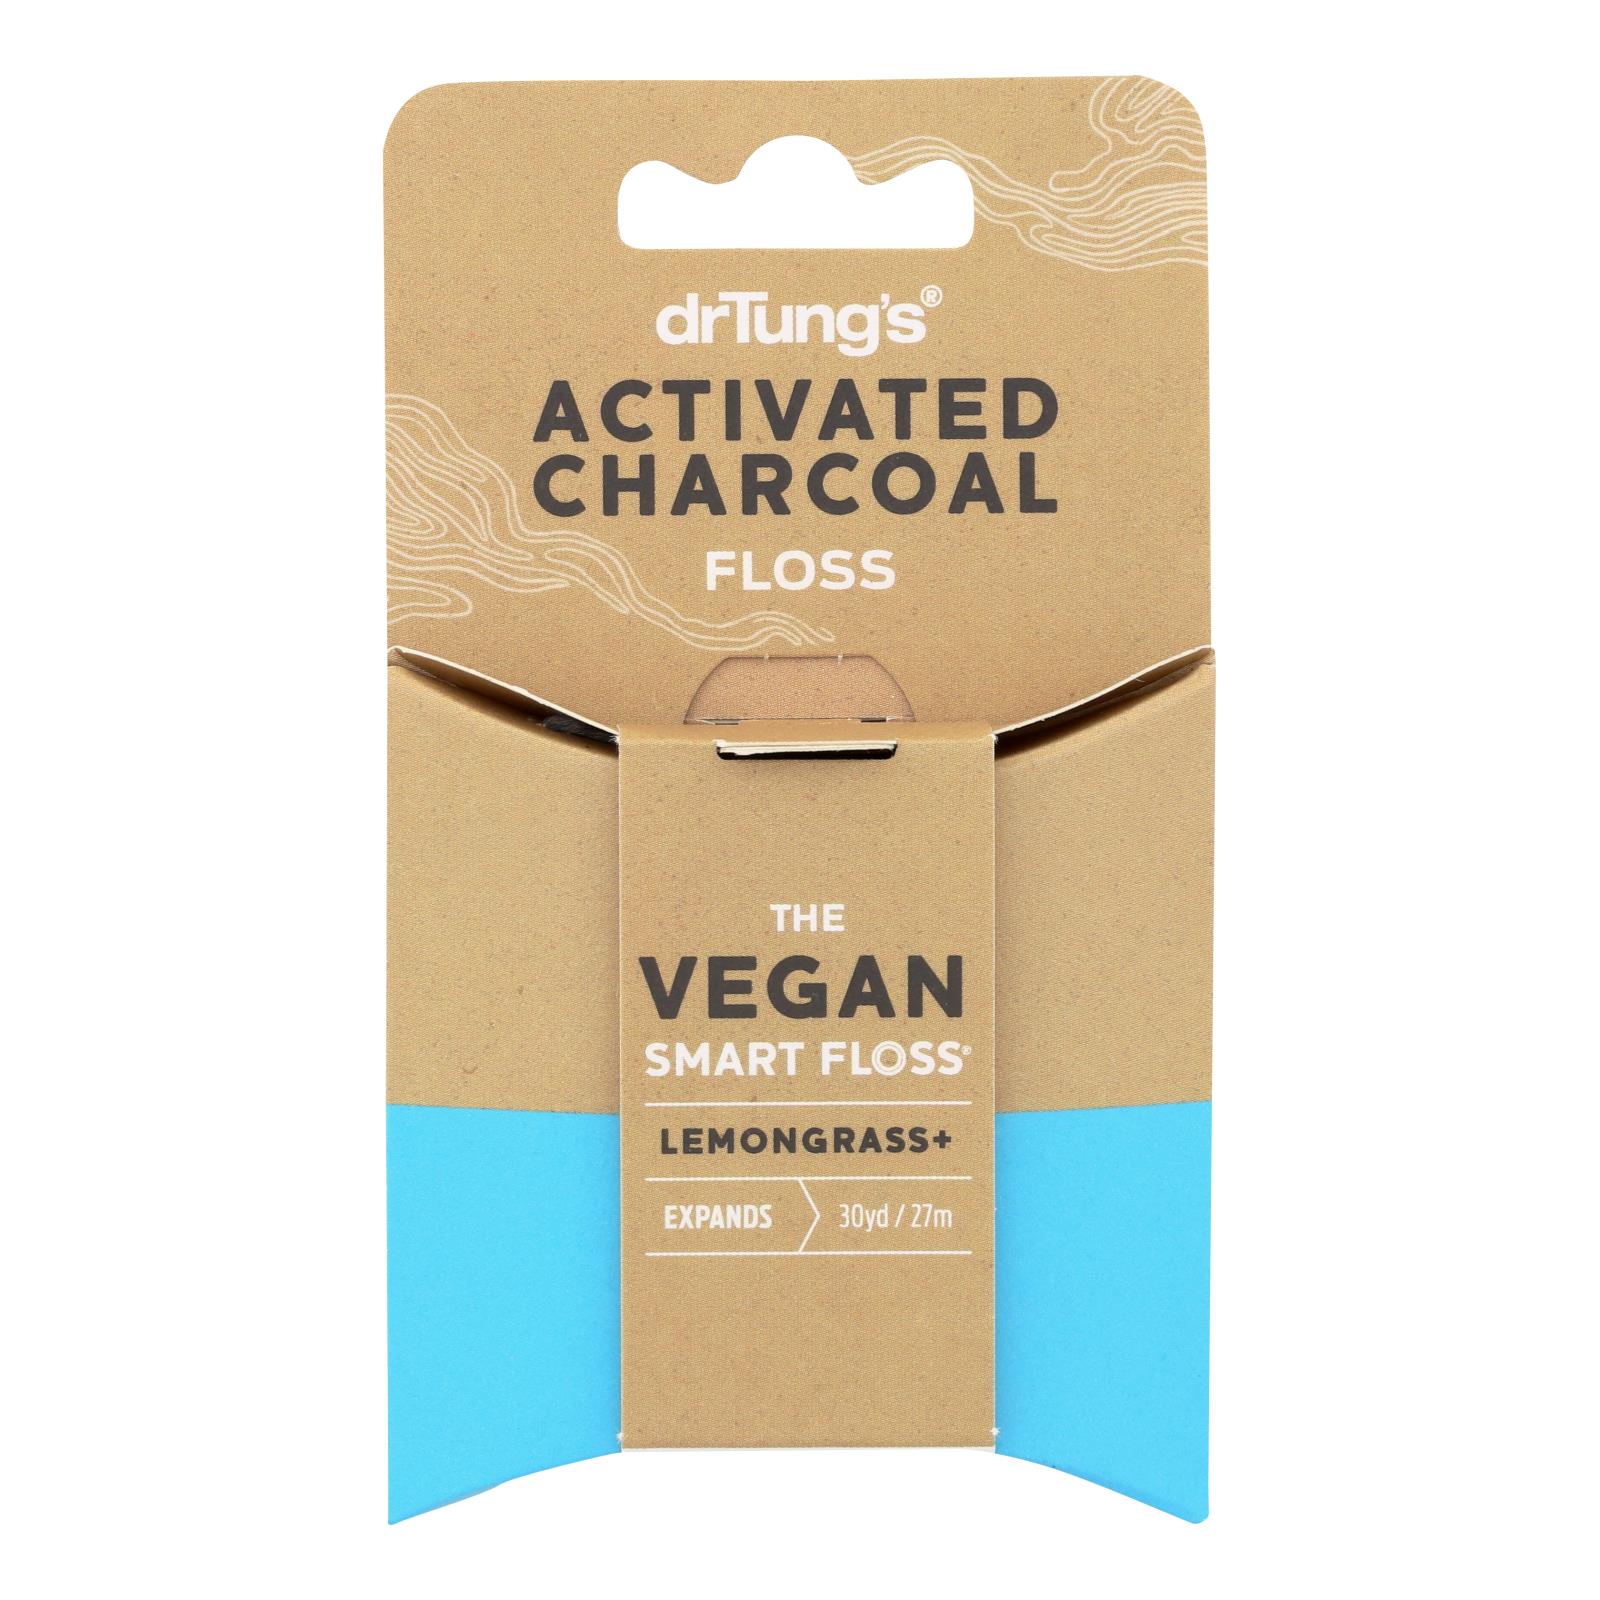 drTung's®
ACTIVATED
CHARCOAL
FLOSS
THE
VEGAN
SMART FLOSS®
LEMONGRASS+
EXPANDS 30yd / 27m